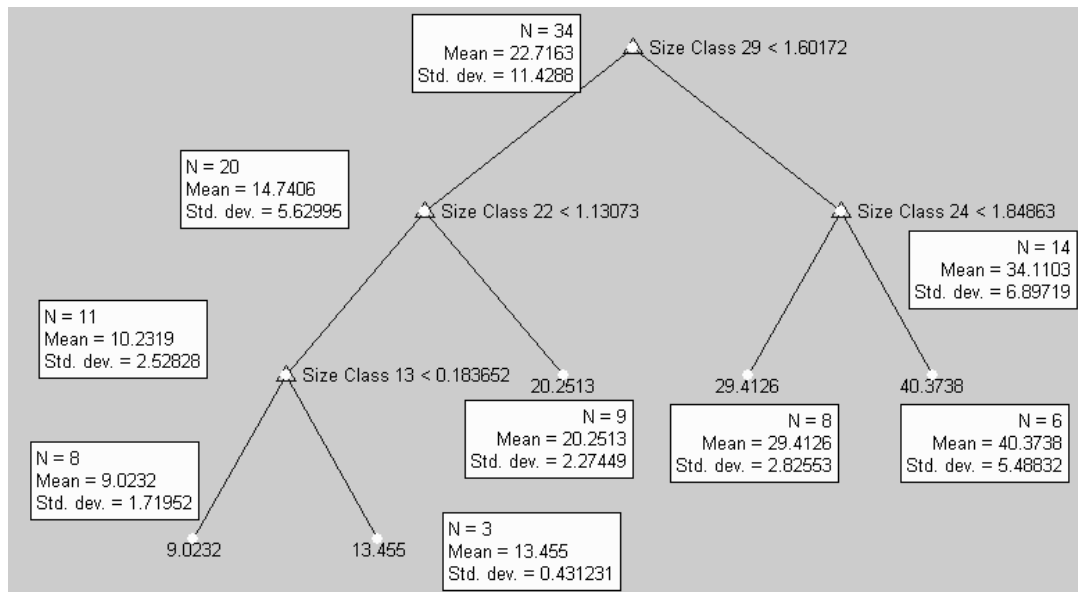 N = 34
Mean = 22.7163
Std. dev. = 11.4288
Size Class 29 < 1.60172
N = 20
Mean = 14.7406
Std. dev. = 5.62995
Size Class 22 < 1.13073
Size Class 24 < 1.84863
N = 14
Mean = 34.1103
Std. dev. = 6.89719
N = 11
Mean = 10.2319
Std. dev. = 2.52828
Size Class 13 < 0.183652
20.2513
29.4126
40.3738
N = 9
Mean = 20.2513
Std. dev. = 2.27449
N = 8
Mean = 29.4126
Std. dev. = 2.82553
N = 6
Mean = 40.3738
Std. dev. = 5.48832
N = 8
Mean = 9.0232
Std. dev. = 1.71952
9.0232
13.455
N = 3
Mean = 13.455
Std. dev. = 0.431231